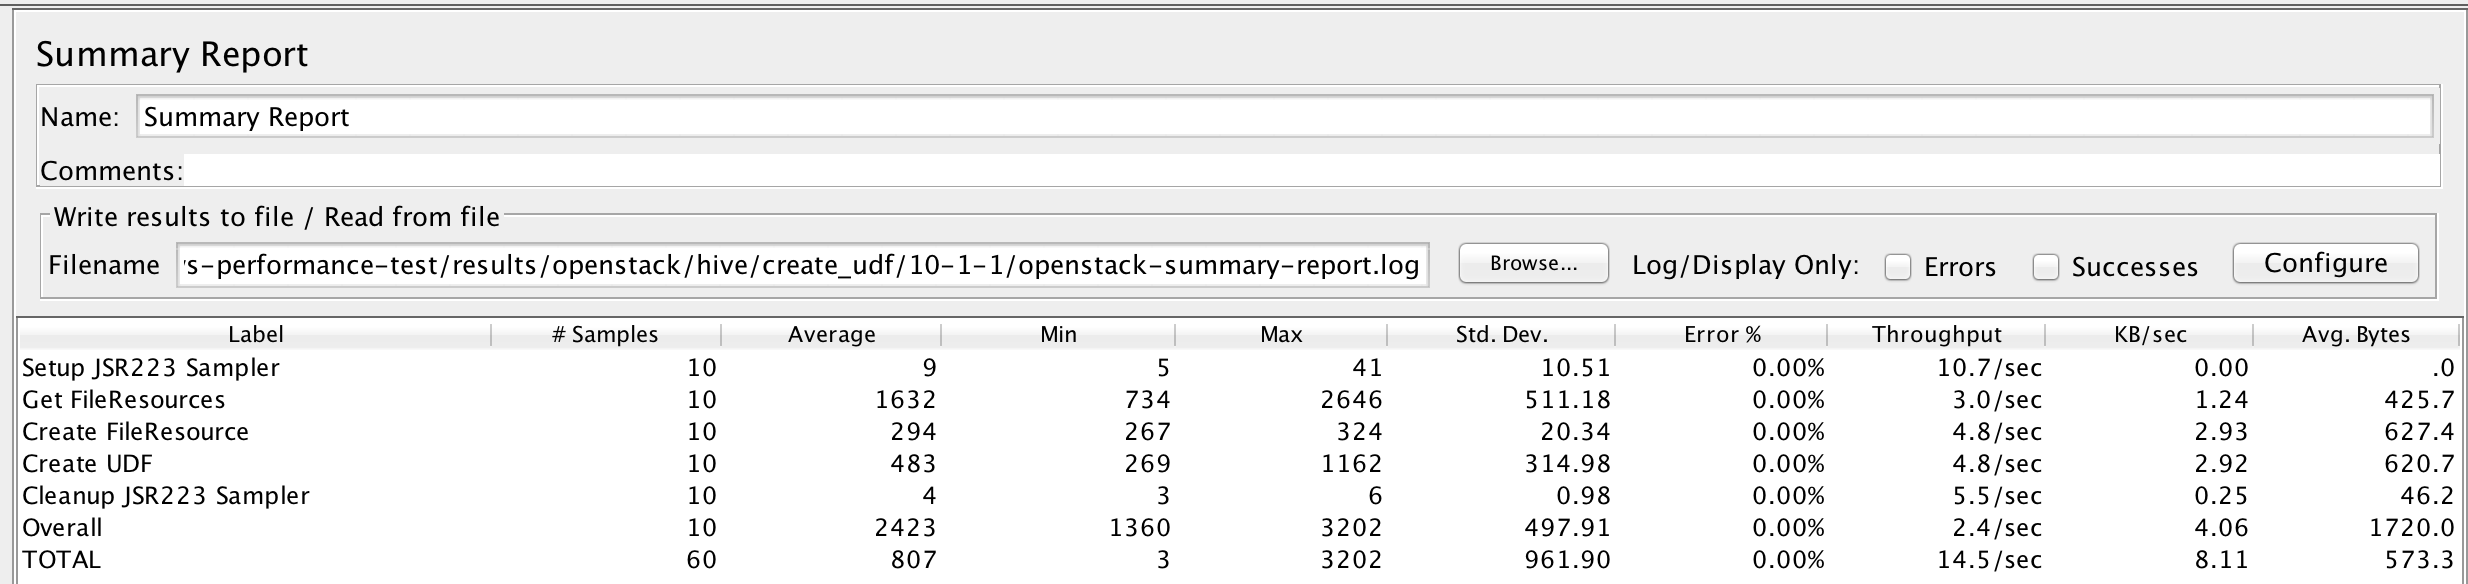 Summary Report
Name: Summary Report
Comments:
Write results to file / Read from file
Filename s-performance-test/results/openstack/hive/create_udf/10-1-1/openstack-summary-report.log Browse... Log/Display Only: Errors Successes Configure
Label # Samples Average Min Max Std. Dev. Error % Throughput KB/sec Avg. Bytes
Setup JSR223 Sampler 10 9 5 41 10.51 0.00% 10.7/sec 0.00 .0
Get FileResources 10 1632 734 2646 511.18 0.00% 3.0/sec 1.24 425.7
Create FileResource 10 294 267 324 20.34 0.00% 4.8/sec 2.93 627.4
Create UDF 10 483 269 1162 314.98 0.00% 4.8/sec 2.92 620.7
Cleanup JSR223 Sampler 10 4 3 6 0.98 0.00% 5.5/sec 0.25 46.2
Overall 10 2423 1360 3202 497.91 0.00% 2.4/sec 4.06 1720.0
TOTAL 60 807 3 3202 961.90 0.00% 14.5/sec 8.11 573.3